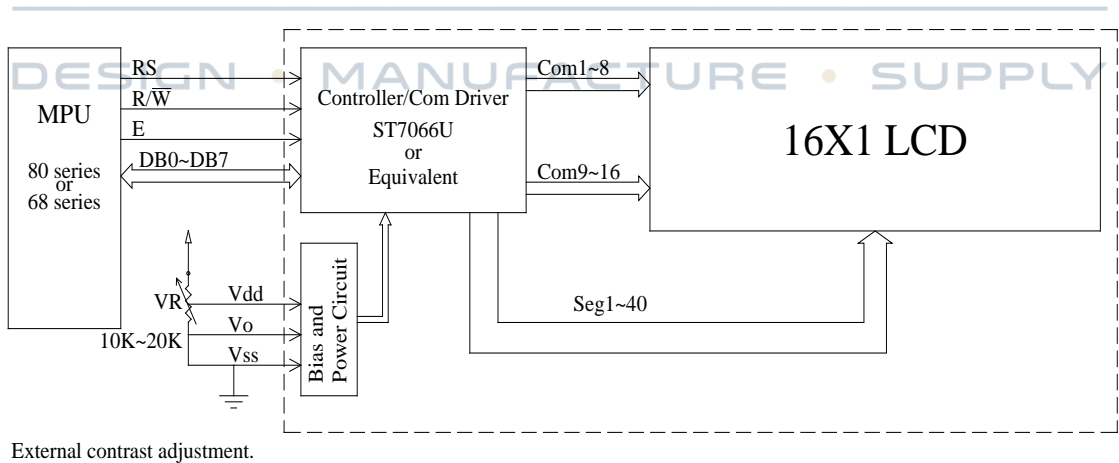 DESIGN • MANUFACTURE • SUPPLY
MPU
80 series
or
68 series
RS
R/W̅
E
DB0~DB7
Controller/Com Driver
ST7066U
or
Equivalent
Com1~8
Com9~16
16X1 LCD
VR
10K~20K
Vdd
Vo
Vss
Bias and
Power Circuit
Seg1~40
External contrast adjustment.